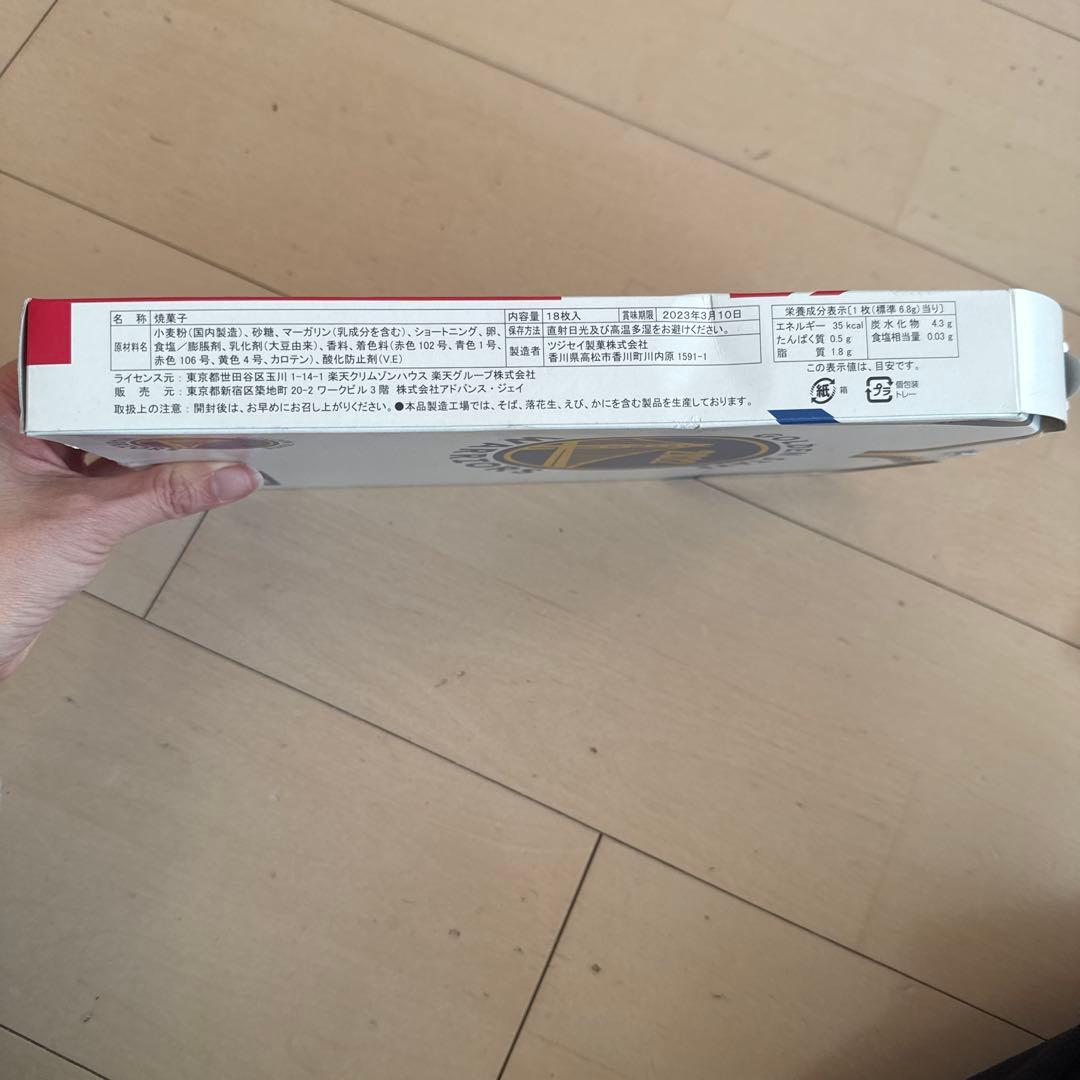 名 称 焼菓子
原材料名 小麦粉(国内製造)、砂糖、マーガリン(乳成分を含む)、ショートニング、卵、
食塩／膨脹剤、乳化剤(大豆由来)、香料、着色料(赤色102号、青色1号、
赤色106号、黄色4号、カロテン)、酸化防止剤(V.E)
内容量 18枚入 賞味期限 2023年3月10日
保存方法 直射日光及び高温多湿をお避けください。
製造者 ツジセイ製菓株式会社
香川県高松市香川町川内原 1591-1
栄養成分表示[1枚(標準 6.8g)当り]
エネルギー 35 kcal 炭水化物 4.3 g
たんぱく質 0.5 g 食塩相当量 0.03 g
脂 質 1.8 g
この表示値は、目安です。
ライセンス元：東京都世田谷区玉川 1-14-1 楽天クリムゾンハウス 楽天グループ株式会社
販 売 元：東京都新宿区築地町 20-2 ワークビル3階 株式会社アドバンス・ジェイ
取扱上の注意：開封後は、お早めにお召し上がりください。●本品製造工場では、そば、落花生、えび、かにを含む製品を生産しております。
紙 箱
プラ 個包装
トレー
GOLDEN
WARRIORS